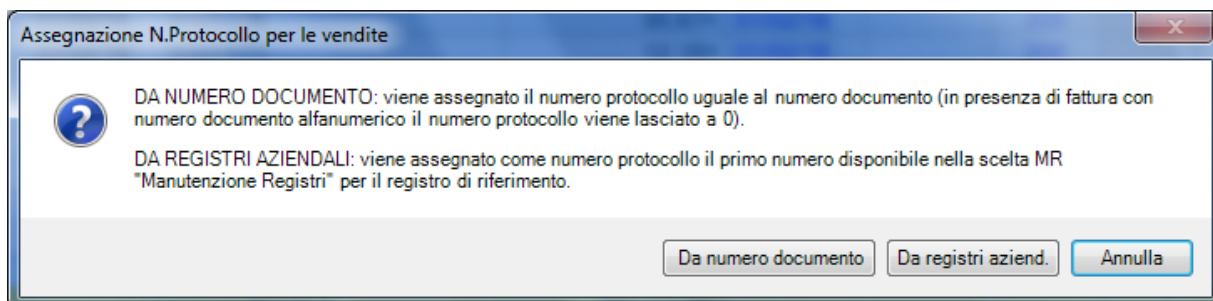 Assegnazione N.Protocollo per le vendite
DA NUMERO DOCUMENTO: viene assegnato il numero protocollo uguale al numero documento (in presenza di fattura con
numero documento alfanumerico il numero protocollo viene lasciato a 0).
DA REGISTRI AZIENDALI: viene assegnato come numero protocollo il primo numero disponibile nella scelta MR
"Manutenzione Registri" per il registro di riferimento.
Da numero documento
Da registri aziend.
Annulla